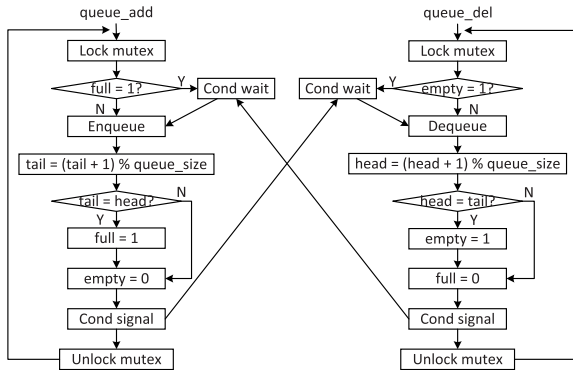 queue_add
Lock mutex
full = 1?
Y
Cond wait
N
Enqueue
tail = (tail + 1) % queue_size
tail = head?
N
Y
full = 1
empty = 0
Cond signal
Unlock mutex
queue_del
Lock mutex
Cond wait
Y
empty = 1?
N
Dequeue
head = (head + 1) % queue_size
head = tail?
N
Y
empty = 1
full = 0
Cond signal
Unlock mutex